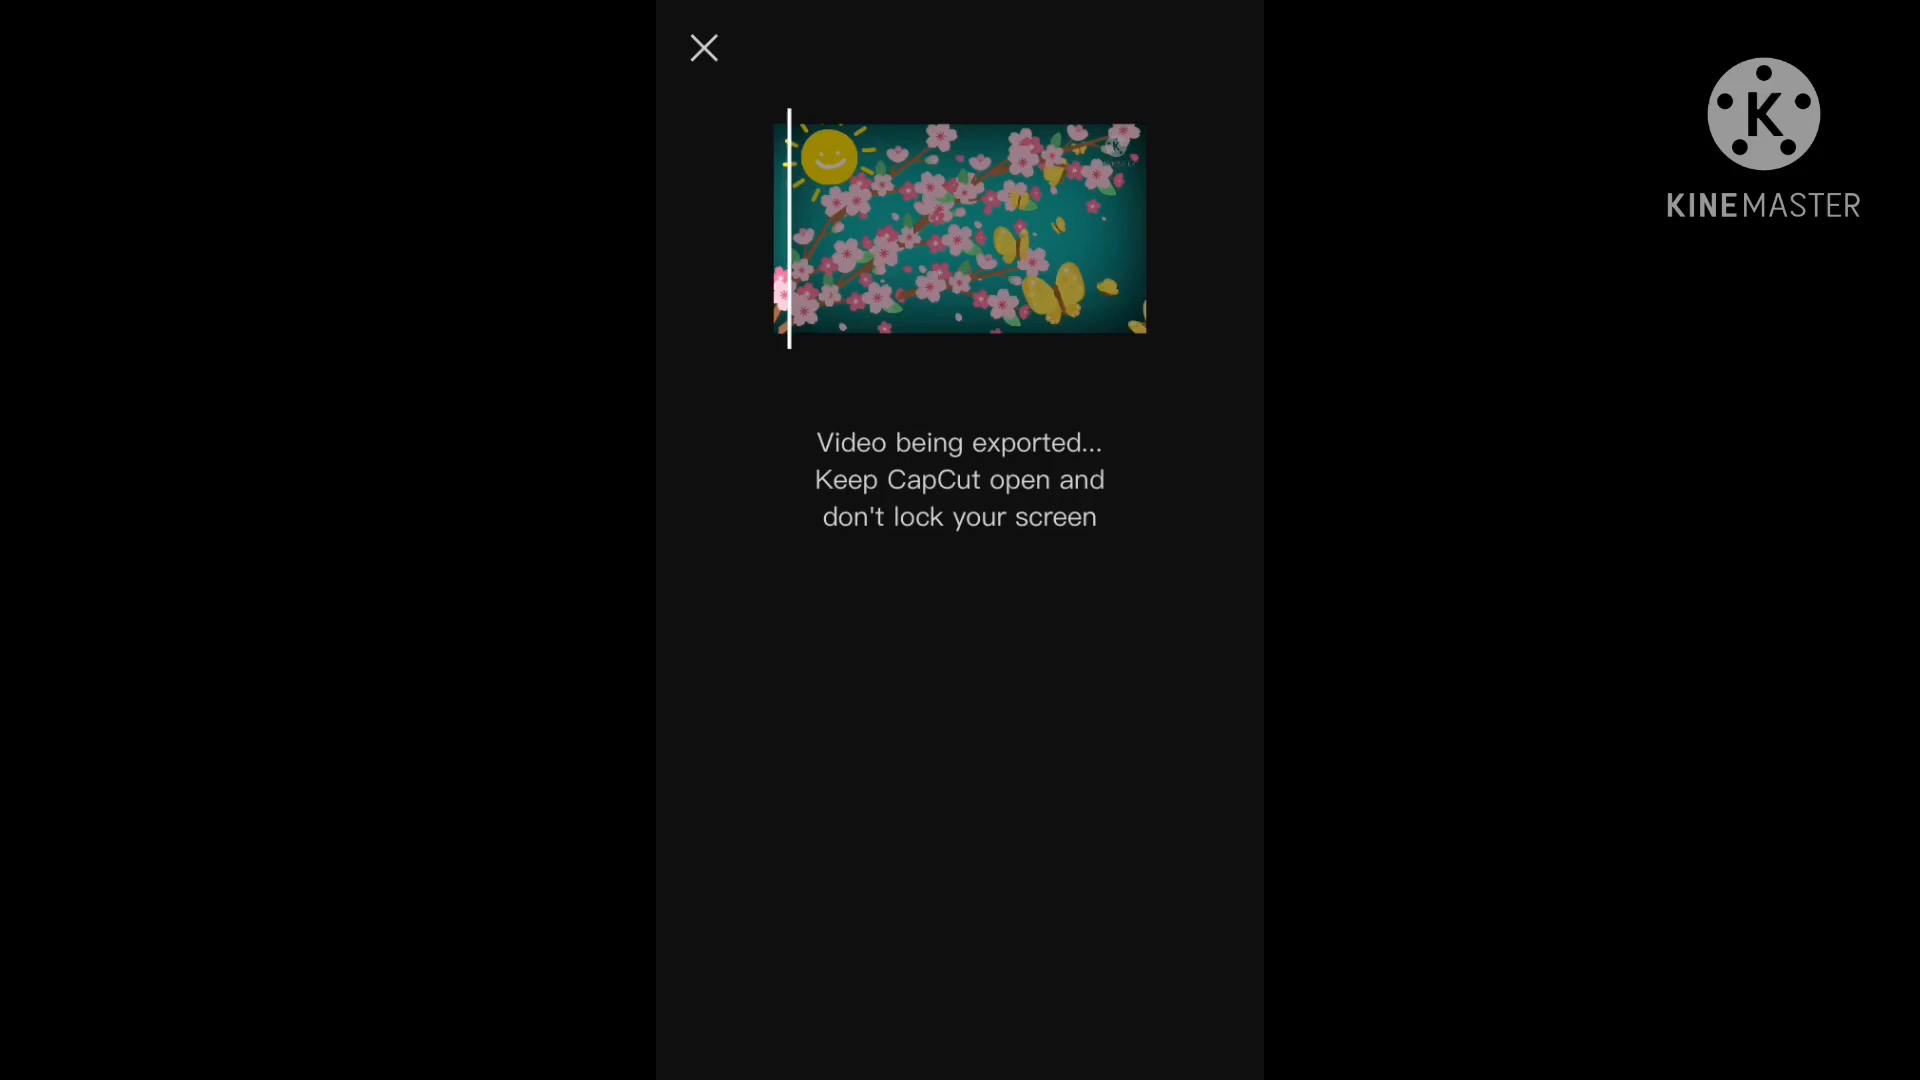 K
KINEMASTER
Video being exported...
Keep CapCut open and
don't lock your screen